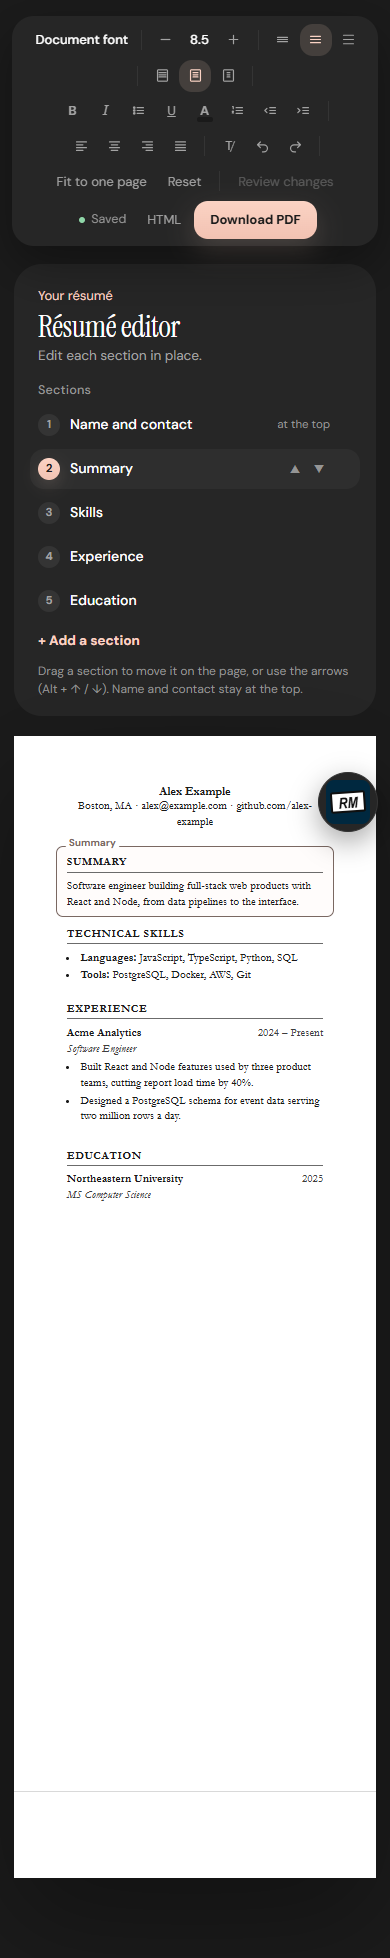 Document font − 8.5 +
B I U A
T/
Fit to one page Reset Review changes
Saved HTML Download PDF
Your résumé
Résumé editor
Edit each section in place.
Sections
1 Name and contact at the top
2 Summary ▲ ▼
3 Skills
4 Experience
5 Education
+ Add a section
Drag a section to move it on the page, or use the arrows
(Alt + ↑ / ↓). Name and contact stay at the top.
RM
Alex Example
Boston, MA · alex@example.com · github.com/alex-
example
Summary
SUMMARY
Software engineer building full-stack web products with
React and Node, from data pipelines to the interface.
TECHNICAL SKILLS
• Languages: JavaScript, TypeScript, Python, SQL
• Tools: PostgreSQL, Docker, AWS, Git
EXPERIENCE
Acme Analytics 2024 – Present
Software Engineer
• Built React and Node features used by three product
teams, cutting report load time by 40%.
• Designed a PostgreSQL schema for event data serving
two million rows a day.
EDUCATION
Northeastern University 2025
MS Computer Science